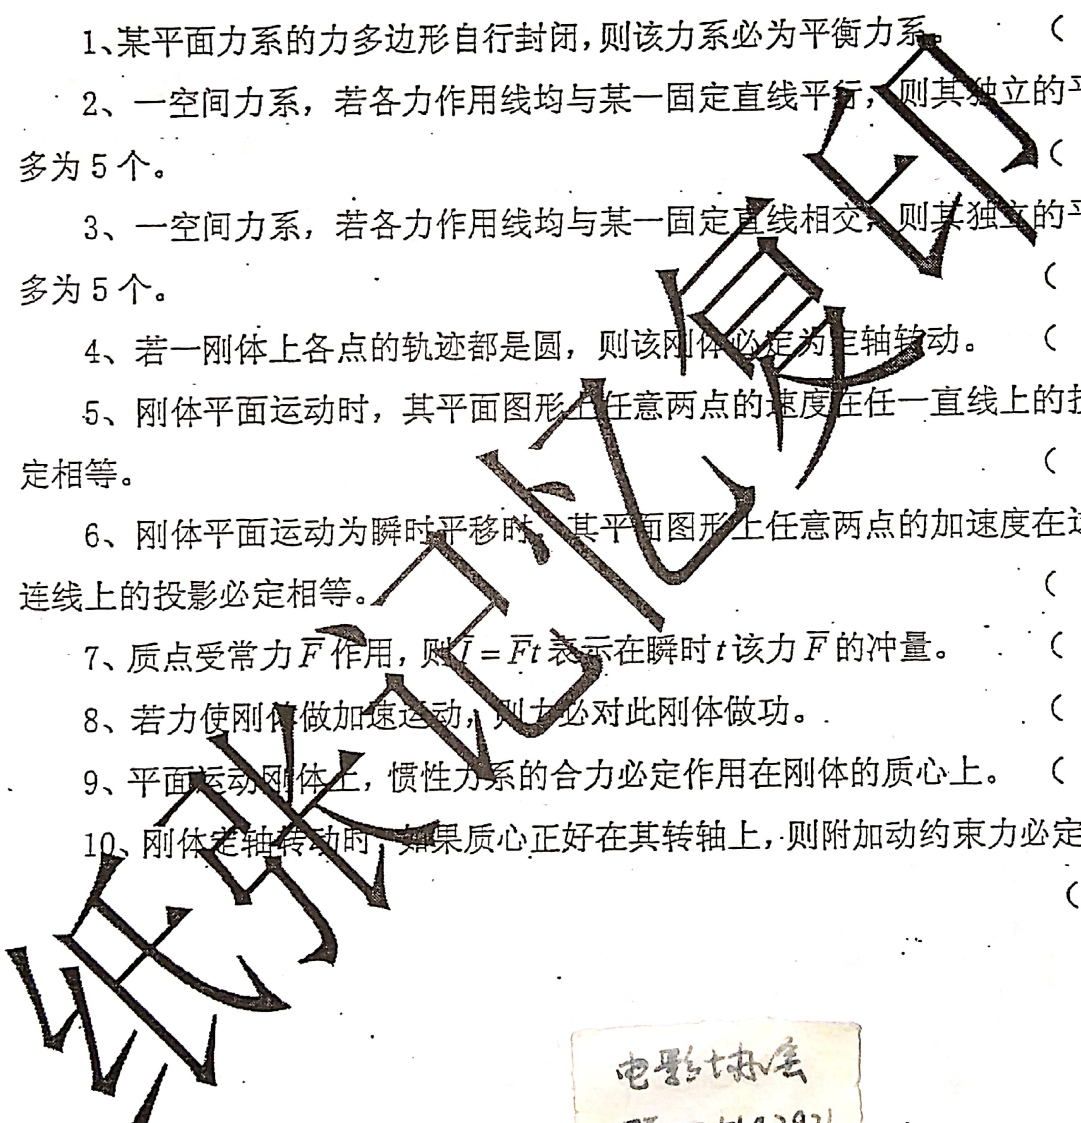 1、某平面力系的力多边形自行封闭，则该力系必为平衡力系。 (
2、一空间力系，若各力作用线均与某一固定直线平行，则其独立的平
多为5个。 (
3、一空间力系，若各力作用线均与某一固定直线相交，则其独立的平
多为5个。 (
4、若一刚体上各点的轨迹都是圆，则该刚体必定为定轴转动。 (
5、刚体平面运动时，其平面图形上任意两点的速度在任一直线上的投
定相等。 (
6、刚体平面运动为瞬时平移时，其平面图形上任意两点的加速度在这
连线上的投影必定相等。 (
7、质点受常力F̅作用，则I̅=F̅t表示在瞬时t该力F̅的冲量。 (
8、若力使刚体做加速运动，则力必对此刚体做功。 (
9、平面运动刚体上，惯性力系的合力必定作用在刚体的质心上。 (
10、刚体定轴转动时，如果质心正好在其转轴上，则附加动约束力必定
(
纸张记忆复印
电影协会